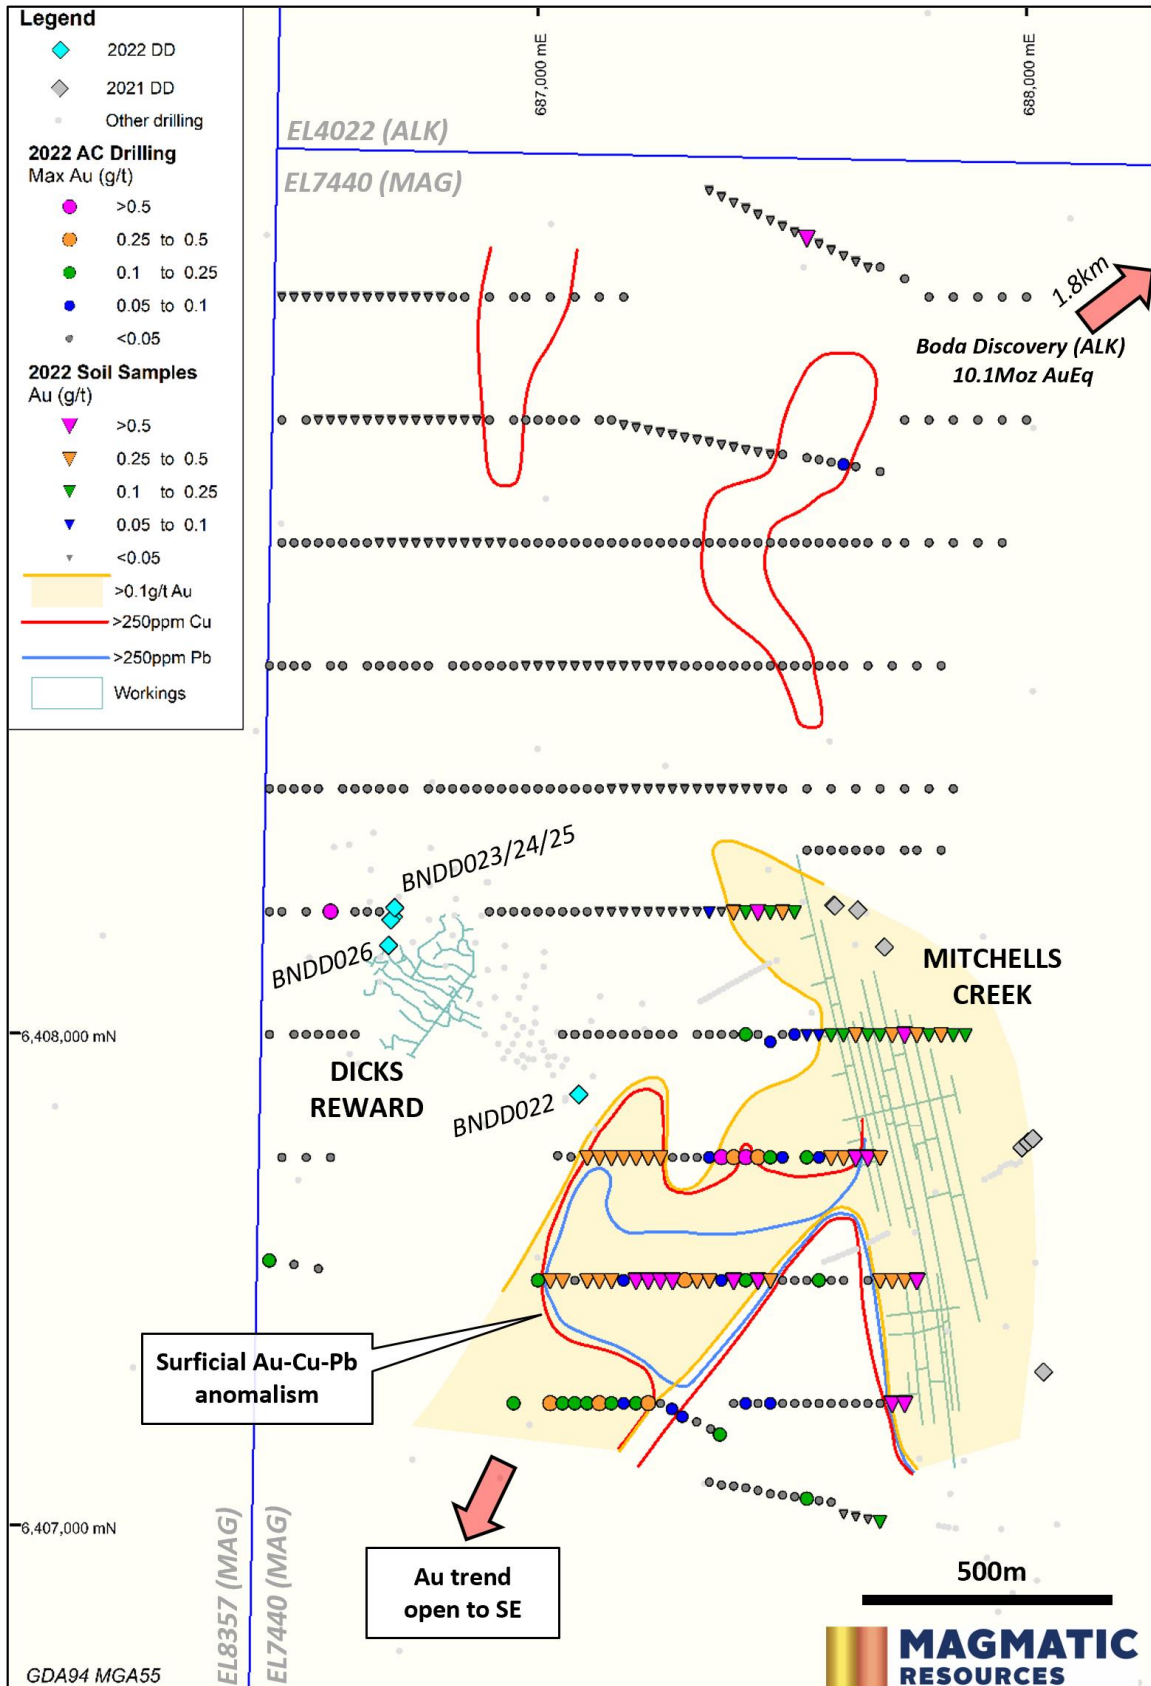 Legend
2022 DD
2021 DD
Other drilling
2022 AC Drilling
Max Au (g/t)
>0.5
0.25 to 0.5
0.1 to 0.25
0.05 to 0.1
<0.05
2022 Soil Samples
Au (g/t)
>0.5
0.25 to 0.5
0.1 to 0.25
0.05 to 0.1
<0.05
>0.1g/t Au
>250ppm Cu
>250ppm Pb
Workings
687,000 mE
688,000 mE
EL4022 (ALK)
EL7440 (MAG)
1.8km
Boda Discovery (ALK)
10.1Moz AuEq
BNDD023/24/25
BNDD026
MITCHELLS
CREEK
6,408,000 mN
DICKS
REWARD
BNDD022
Surficial Au-Cu-Pb
anomalism
6,407,000 mN
Au trend
open to SE
EL8357 (MAG)
EL7440 (MAG)
500m
GDA94 MGA55
MAGMATIC
RESOURCES